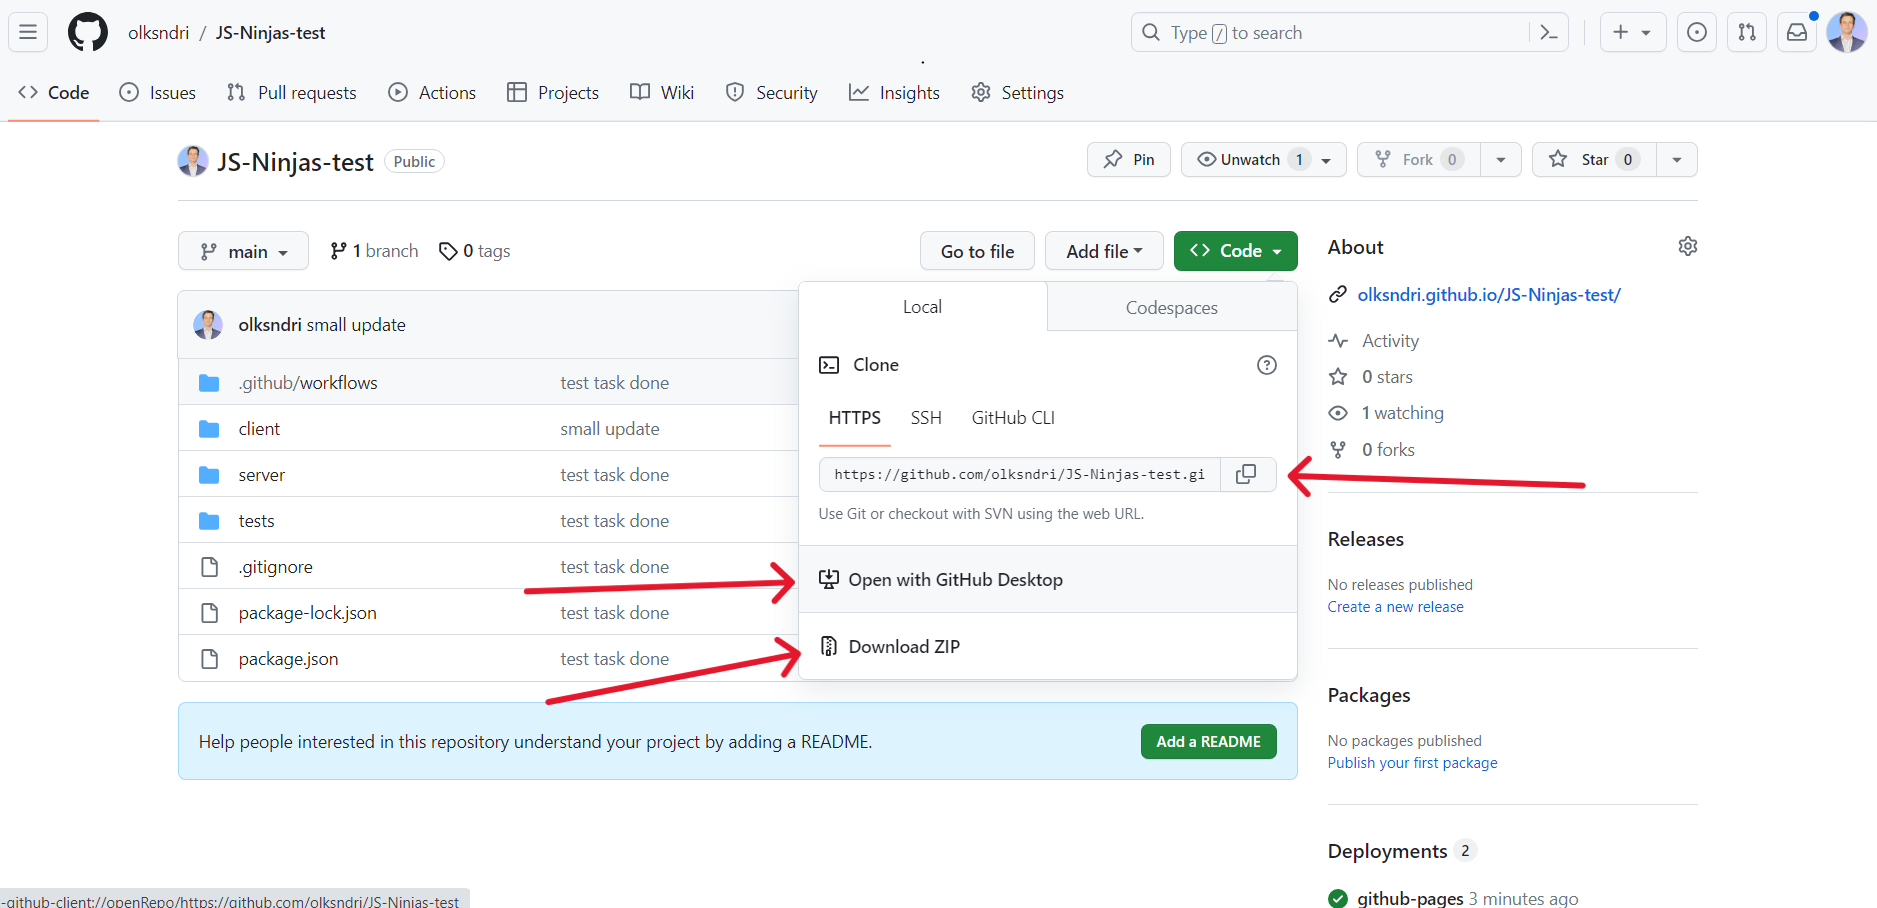 olksndri / JS-Ninjas-test
Type / to search
Code Issues Pull requests Actions Projects Wiki Security Insights Settings
JS-Ninjas-test Public
Pin Unwatch 1 Fork 0 Star 0
main 1 branch 0 tags
Go to file Add file Code
olksndri small update
.github/workflows test task done
client small update
server test task done
tests test task done
.gitignore test task done
package-lock.json test task done
package.json test task done
Local Codespaces
Clone
HTTPS SSH GitHub CLI
https://github.com/olksndri/JS-Ninjas-test.gi
Use Git or checkout with SVN using the web URL.
Open with GitHub Desktop
Download ZIP
Help people interested in this repository understand your project by adding a README.
Add a README
About
olksndri.github.io/JS-Ninjas-test/
Activity
0 stars
1 watching
0 forks
Releases
No releases published
Create a new release
Packages
No packages published
Publish your first package
Deployments 2
github-pages 3 minutes ago
-github-client://openRepo/https://github.com/olksndri/JS-Ninjas-test